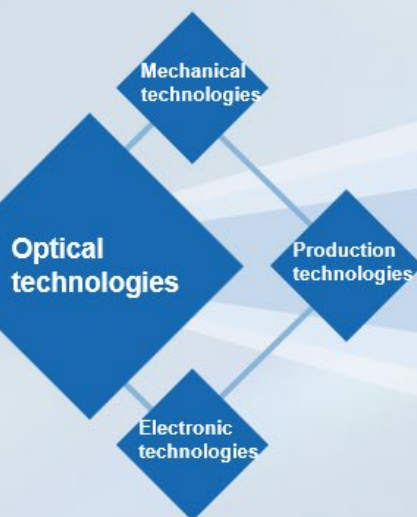 Mechanical
technologies
Optical
technologies
Production
technologies
Electronic
technologies